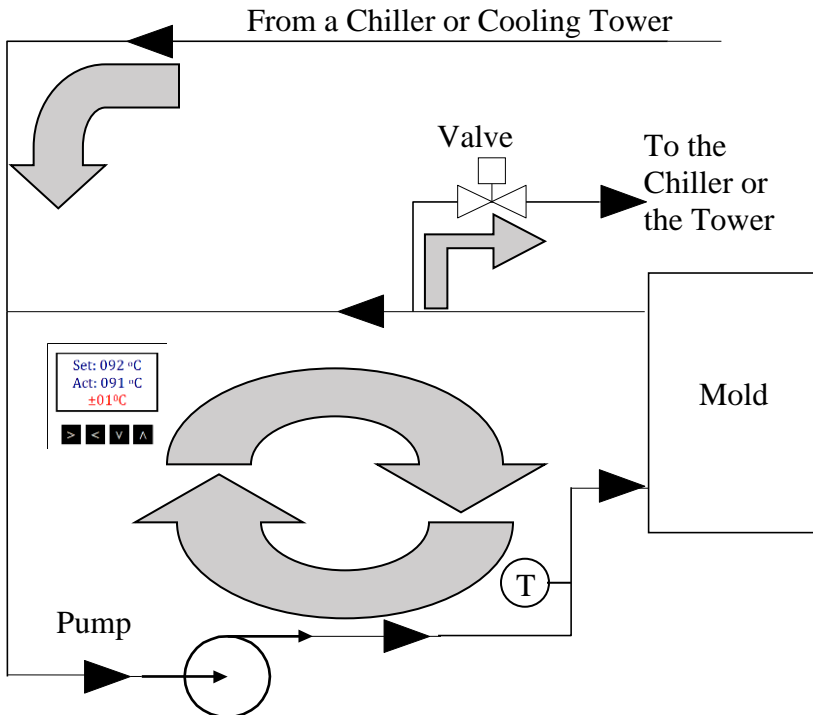 From a Chiller or Cooling Tower
Valve
To the
Chiller or
the Tower
Set: 092 ºC
Act: 091 ºC
±01⁰C
> < v ʌ
Mold
T
Pump